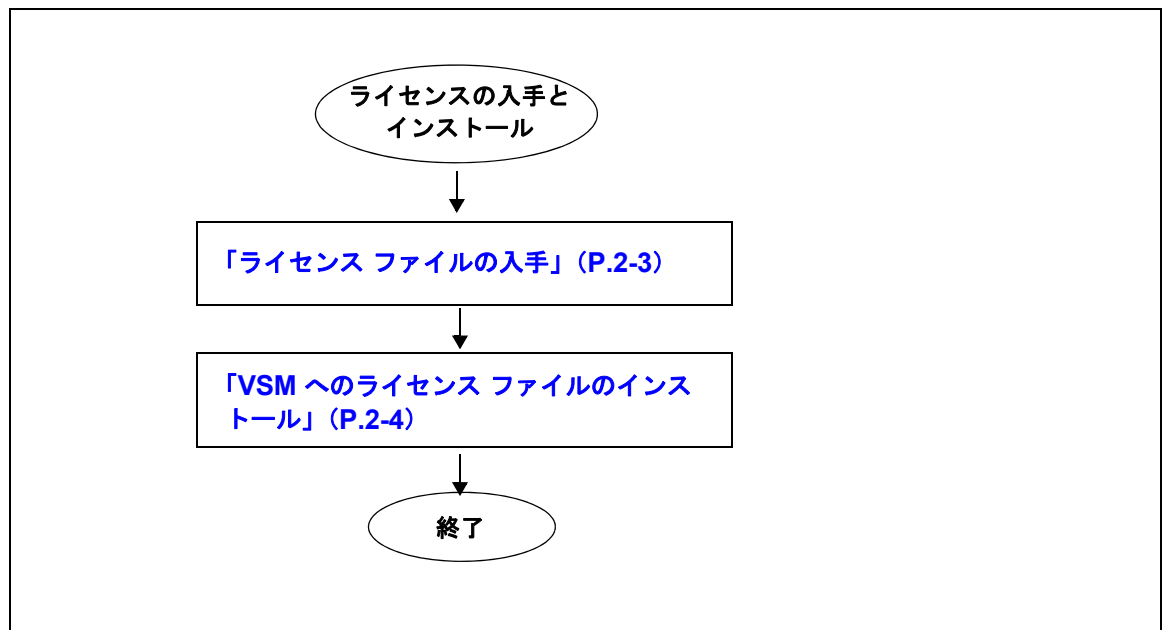 ライセンスの入手と
インストール
「ライセンス ファイルの入手」(P.2-3)
「VSM へのライセンス ファイルのインス
トール」(P.2-4)
終了